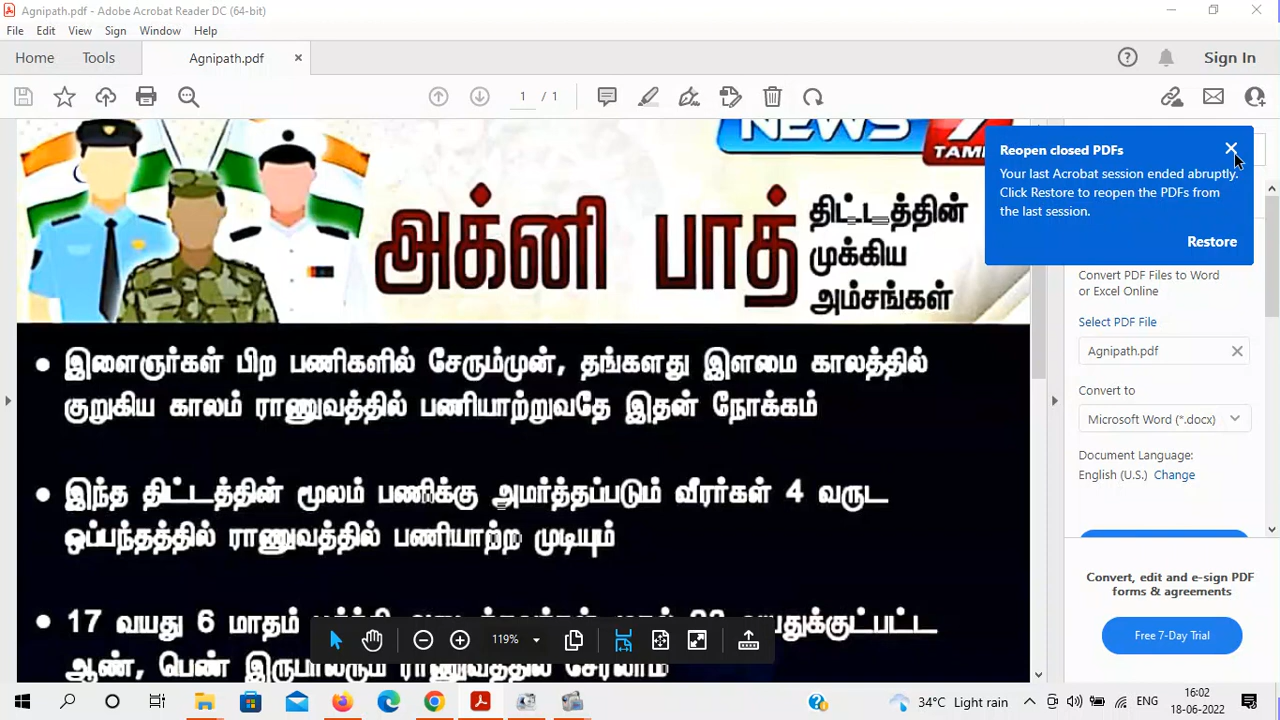 Agnipath.pdf - Adobe Acrobat Reader DC (64-bit)
File Edit View Sign Window Help
Home Tools Agnipath.pdf Sign In
1 / 1
NEWS 7
TAMIL
Reopen closed PDFs
Your last Acrobat session ended abruptly.
Click Restore to reopen the PDFs from
the last session.
Restore
அக்னி பாத்
திட்டத்தின்
முக்கிய
அம்சங்கள்
இளைஞர்கள் பிற பணிகளில் சேரும்முன், தங்களது இளமை காலத்தில்
குறுகிய காலம் ராணுவத்தில் பணியாற்றுவதே இதன் நோக்கம்
இந்த திட்டத்தின் மூலம் பணிக்கு அமர்த்தப்படும் வீரர்கள் 4 வருட
ஒப்பந்தத்தில் ராணுவத்தில் பணியாற்ற முடியும்
17 வயது 6 மாதம் வயதுக்குட்பட்ட
ஆண், பெண் இருபாலரும் ராணுவத்தில் சேரலாம்
119%
Convert PDF Files to Word
or Excel Online
Select PDF File
Agnipath.pdf
Convert to
Microsoft Word (*.docx)
Document Language:
English (U.S.) Change
Convert, edit and e-sign PDF
forms & agreements
Free 7-Day Trial
34°C Light rain
ENG
16:02
18-06-2022